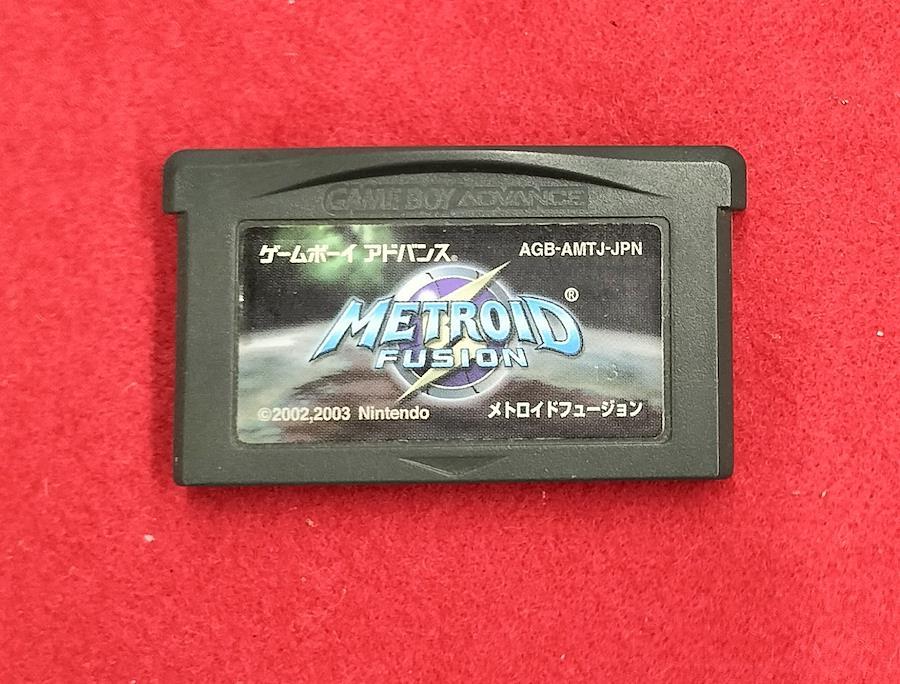 GAME BOY ADVANCE
ゲームボーイ アドバンス® AGB-AMTJ-JPN
METROID®
FUSION
13
©2002,2003 Nintendo メトロイドフュージョン